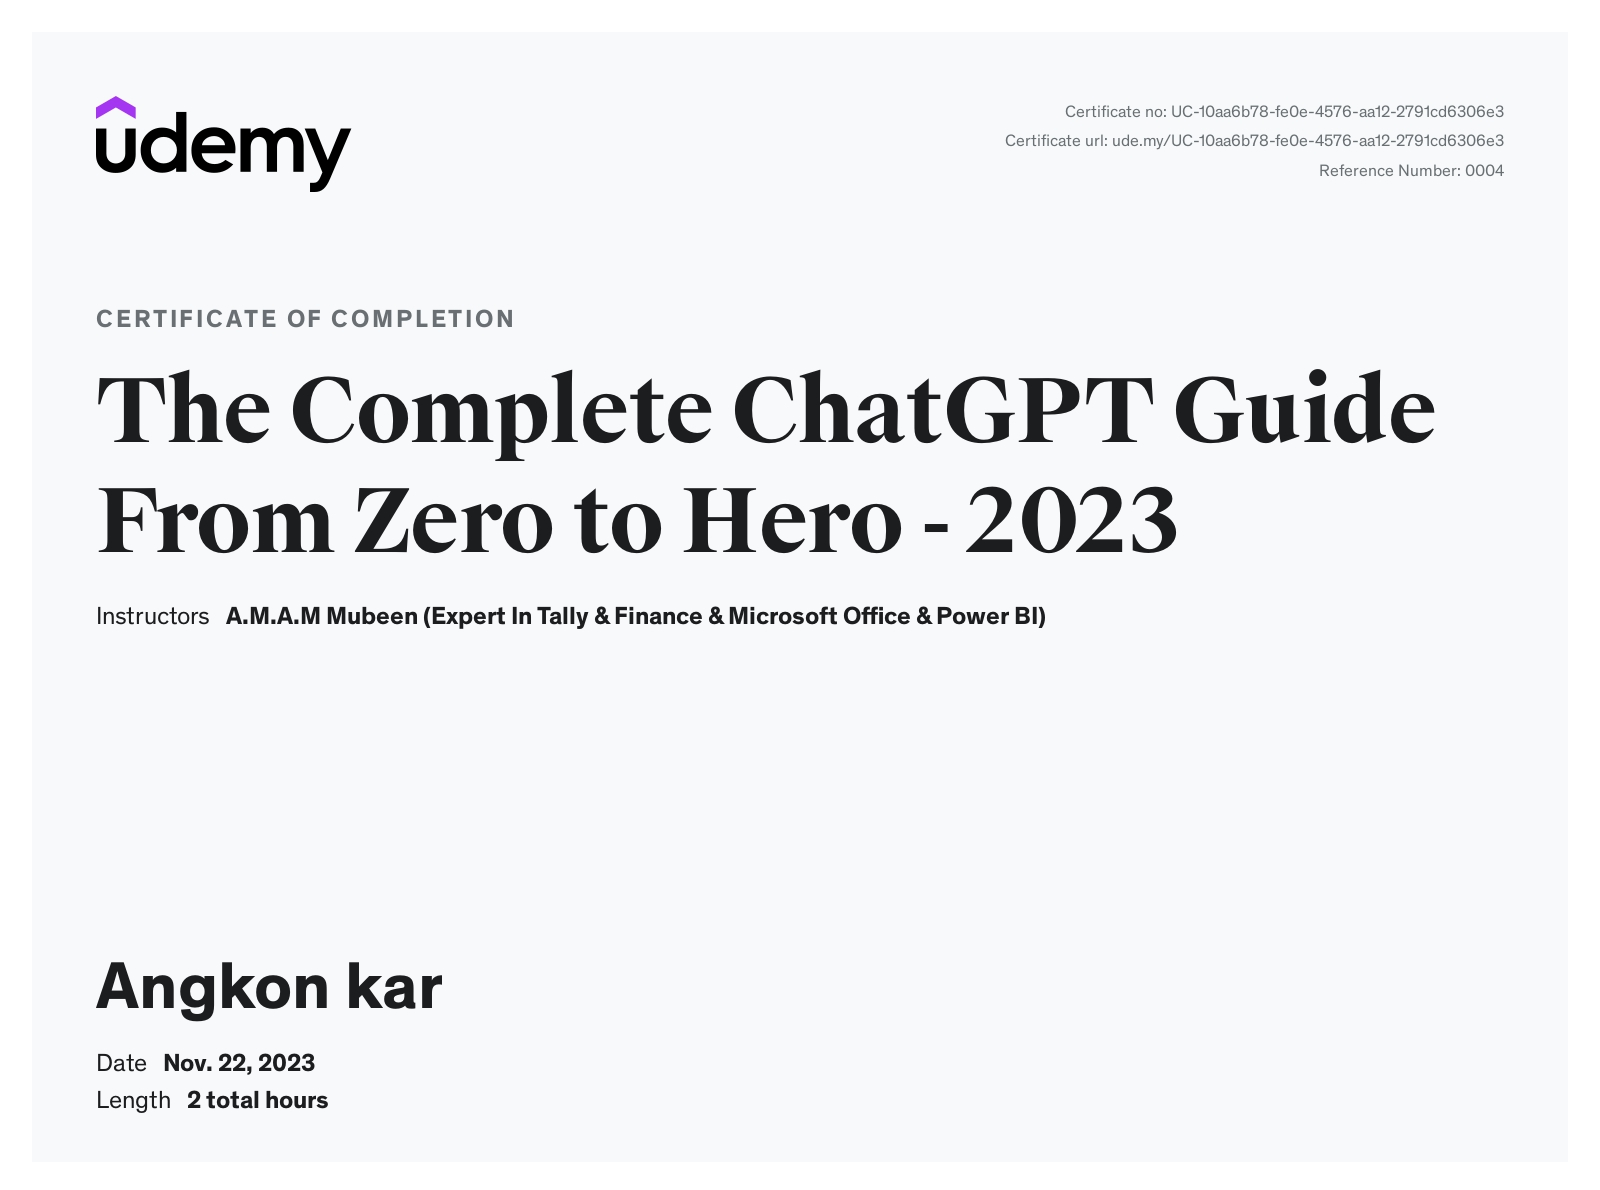 udemy
Certificate no: UC-10aa6b78-fe0e-4576-aa12-2791cd6306e3
Certificate url: ude.my/UC-10aa6b78-fe0e-4576-aa12-2791cd6306e3
Reference Number: 0004
CERTIFICATE OF COMPLETION
The Complete ChatGPT Guide
From Zero to Hero - 2023
Instructors A.M.A.M Mubeen (Expert In Tally & Finance & Microsoft Office & Power BI)
Angkon kar
Date Nov. 22, 2023
Length 2 total hours